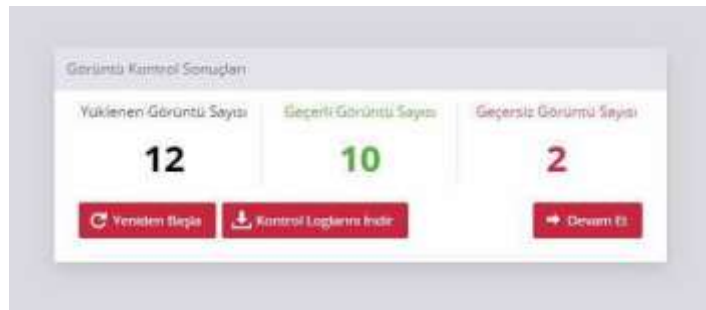 Görüntü Kontrol Sonuçları
Yüklenen Görüntü Sayısı
Geçerli Görüntü Sayısı
Geçersiz Görüntü Sayısı
12
10
2
Yeniden Başla
Kontrol Loglarını İndir
Devam Et